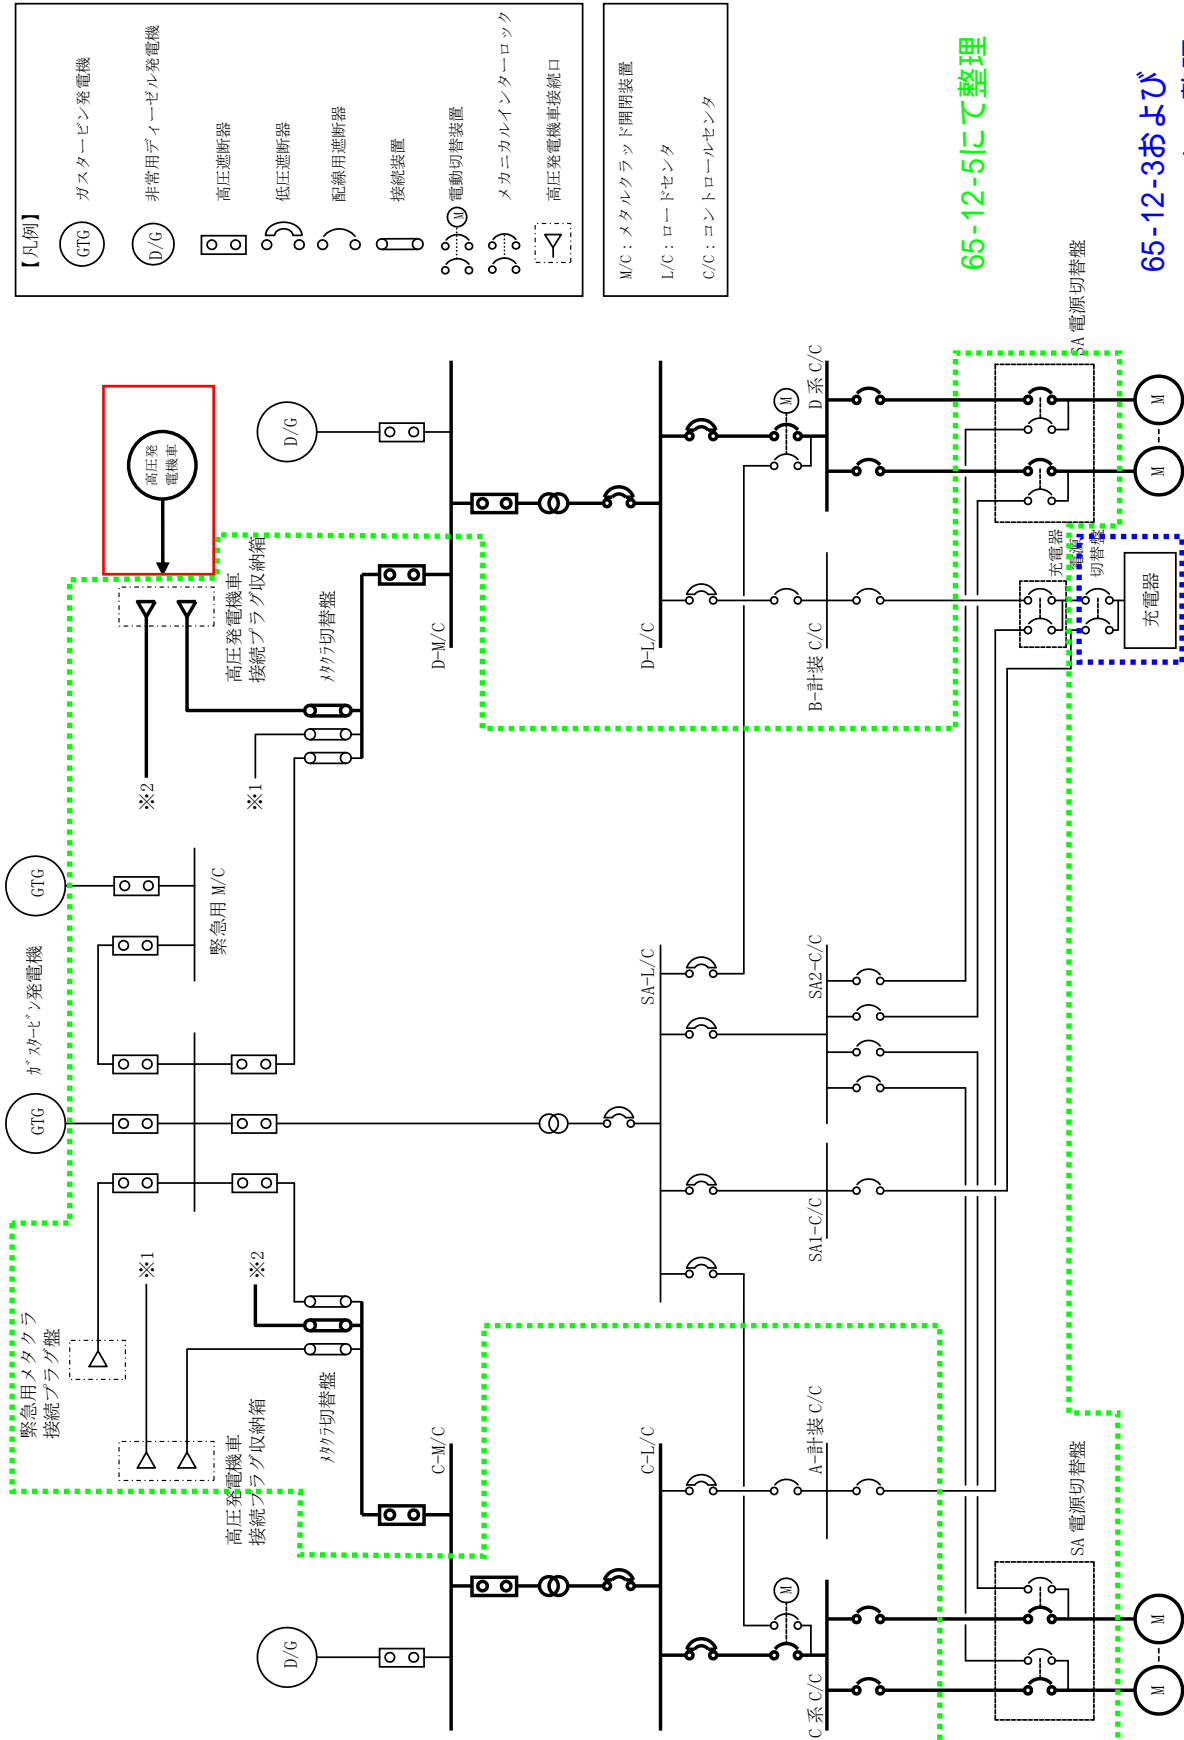 【凡例】
GTG
ガスタービン発電機
D/G
非常用ディーゼル発電機
高圧遮断器
低圧遮断器
配線用遮断器
接続装置
M
電動切替装置
メカニカルインターロック
高圧発電機車接続口
M/C：メタルクラッド開閉装置
L/C：ロードセンタ
C/C：コントロールセンタ
65-12-5にて整理
65-12-3および
GTG
ガスタービン発電機
GTG
緊急用 M/C
緊急用メタクラ
接続プラグ盤
※1
※2
高圧発電機車
接続プラグ収納箱
メタクラ切替盤
高圧発
電機車
高圧発電機車
接続プラグ収納箱
※2
※1
メタクラ切替盤
D/G
D/G
C-M/C
D-M/C
C-L/C
SA-L/C
D-L/C
M
M
C系 C/C
A-計装 C/C
SA1-C/C
SA2-C/C
B-計装 C/C
D系 C/C
SA 電源切替盤
SA 電源切替盤
充電器
電源
切替盤
充電器
M
M
M
M